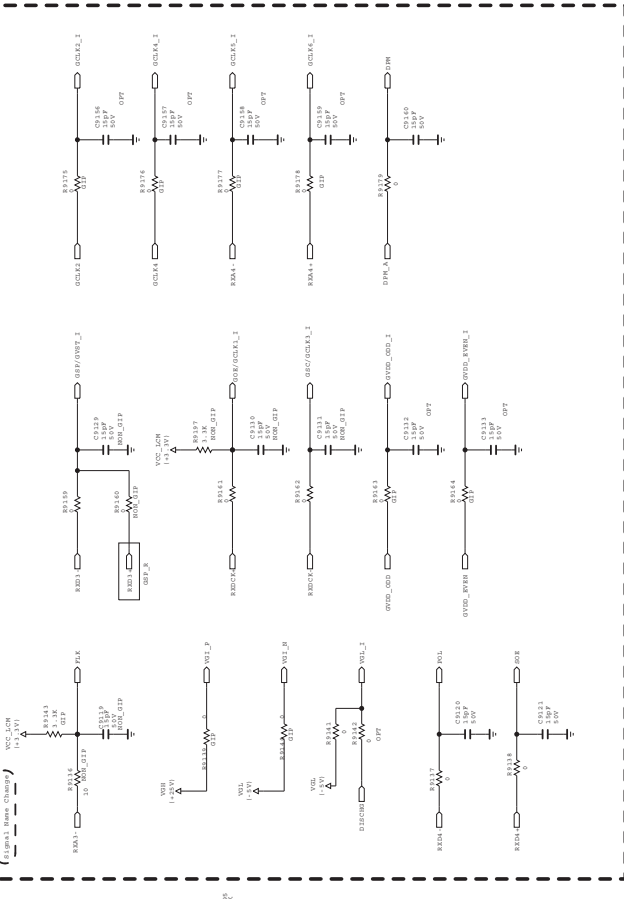 Signal Name Change
RXA3-
R9136
10
NON_GIP
VCC_LCM
(+3.3V)
R9143
3.3K
GIP
C9119
15pF
50V
NON_GIP
FLK
VGH
(+25V)
R9139
0
GIP
VGI_P
VGL
(-5V)
0
GIP
VGI_N
VGL
(-5V)
R9141
0
DISCHG
R9142
0
OPT
VGL_I
RXD4-
R9137
0
C9120
15pF
50V
POL
RXD4+
R9138
0
C9121
15pF
50V
SOE
RXD3-
R9159
0
RXD3+
GSP_R
R9160
0
NON_GIP
C9129
15pF
50V
NON_GIP
GSP/GVST_I
RXDCK-
R9161
0
VCC_LCM
(+3.3V)
R9197
3.3K
NON_GIP
C9130
15pF
50V
NON_GIP
GOE/GCLK1_I
RXDCK
R9162
0
C9131
15pF
50V
NON_GIP
GSC/GCLK3_I
GVDD_ODD
R9163
0
GIP
C9132
15pF
50V
OPT
GVDD_ODD_I
GVDD_EVEN
R9164
0
GIP
C9133
15pF
50V
OPT
GVDD_EVEN_I
GCLK2
R9175
0
GIP
C9156
15pF
50V
OPT
GCLK2_I
GCLK4
R9176
0
GIP
C9157
15pF
50V
OPT
GCLK4_I
RXA4-
R9177
0
GIP
C9158
15pF
50V
OPT
GCLK5_I
RXA4+
R9178
0
GIP
C9159
15pF
50V
OPT
GCLK6_I
DPM_A
R9179
0
C9160
15pF
50V
DPM